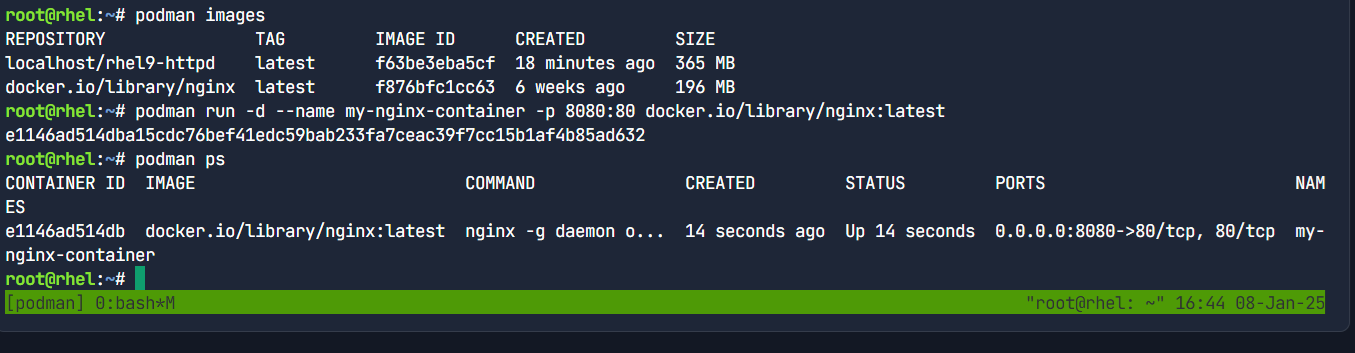 root@rhel:~# podman images
REPOSITORY               TAG         IMAGE ID      CREATED         SIZE
localhost/rhel9-httpd    latest      f63be3eba5cf  18 minutes ago  365 MB
docker.io/library/nginx  latest      f876bfc1cc63  6 weeks ago     196 MB
root@rhel:~# podman run -d --name my-nginx-container -p 8080:80 docker.io/library/nginx:latest
e1146ad514dba15cdc76bef41edc59bab233fa7ceac39f7cc15b1af4b85ad632
root@rhel:~# podman ps
CONTAINER ID  IMAGE                           COMMAND               CREATED         STATUS         PORTS                         NAM
ES
e1146ad514db  docker.io/library/nginx:latest  nginx -g daemon o...  14 seconds ago  Up 14 seconds  0.0.0.0:8080->80/tcp, 80/tcp  my-
nginx-container
root@rhel:~#
[podman] 0:bash*M                                                                                     "root@rhel: ~" 16:44 08-Jan-25